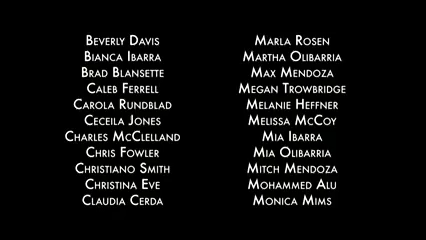 Beverly Davis
Bianca Ibarra
Brad Blansette
Caleb Ferrell
Carola Rundblad
Ceceila Jones
Charles McClelland
Chris Fowler
Christiano Smith
Christina Eve
Claudia Cerda
Marla Rosen
Martha Olibarria
Max Mendoza
Megan Trowbridge
Melanie Heffner
Melissa McCoy
Mia Ibarra
Mia Olibarria
Mitch Mendoza
Mohammed Alu
Monica Mims